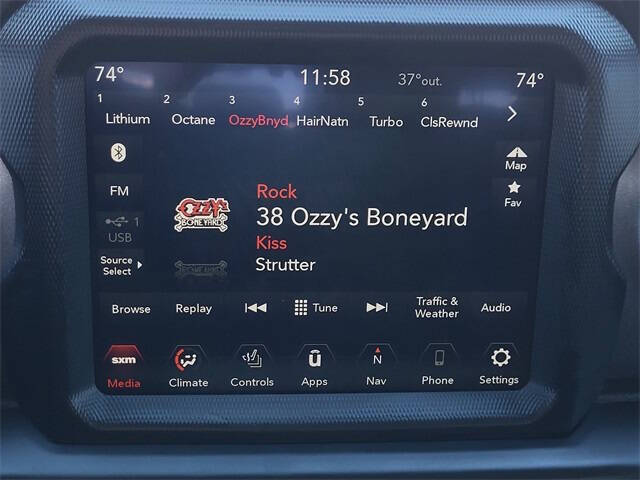 74° 11:58 37°out. 74°
1 2 3 4 5 6
Lithium Octane OzzyBnyd HairNatn Turbo ClsRewnd
Map
FM
Fav
1
USB
Source
Select
OZZY's
BONEYARD
Rock
38 Ozzy's Boneyard
Kiss
Strutter
Browse Replay Tune Traffic & Weather Audio
sxm
N
Media Climate Controls Apps Nav Phone Settings